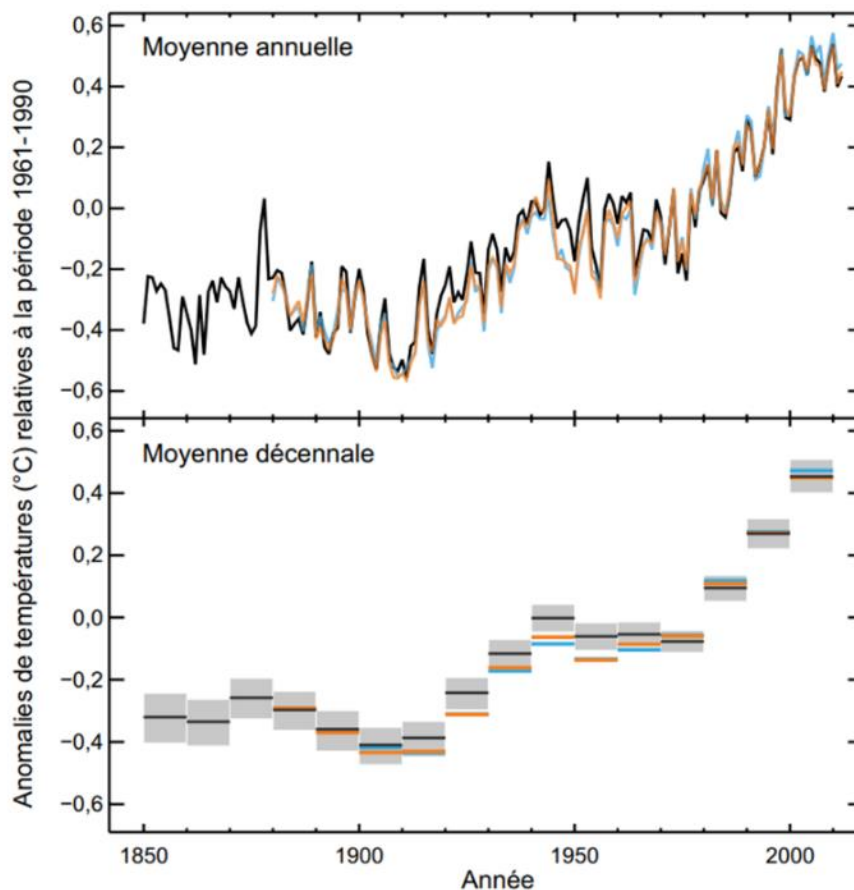 Anomalies de températures (°C) relatives à la période 1961-1990
0,6
Moyenne annuelle
0,4
0,2
0,0
−0,2
−0,4
−0,6
0,6
Moyenne décennale
0,4
0,2
0,0
−0,2
−0,4
−0,6
1850 1900 1950 2000
Année